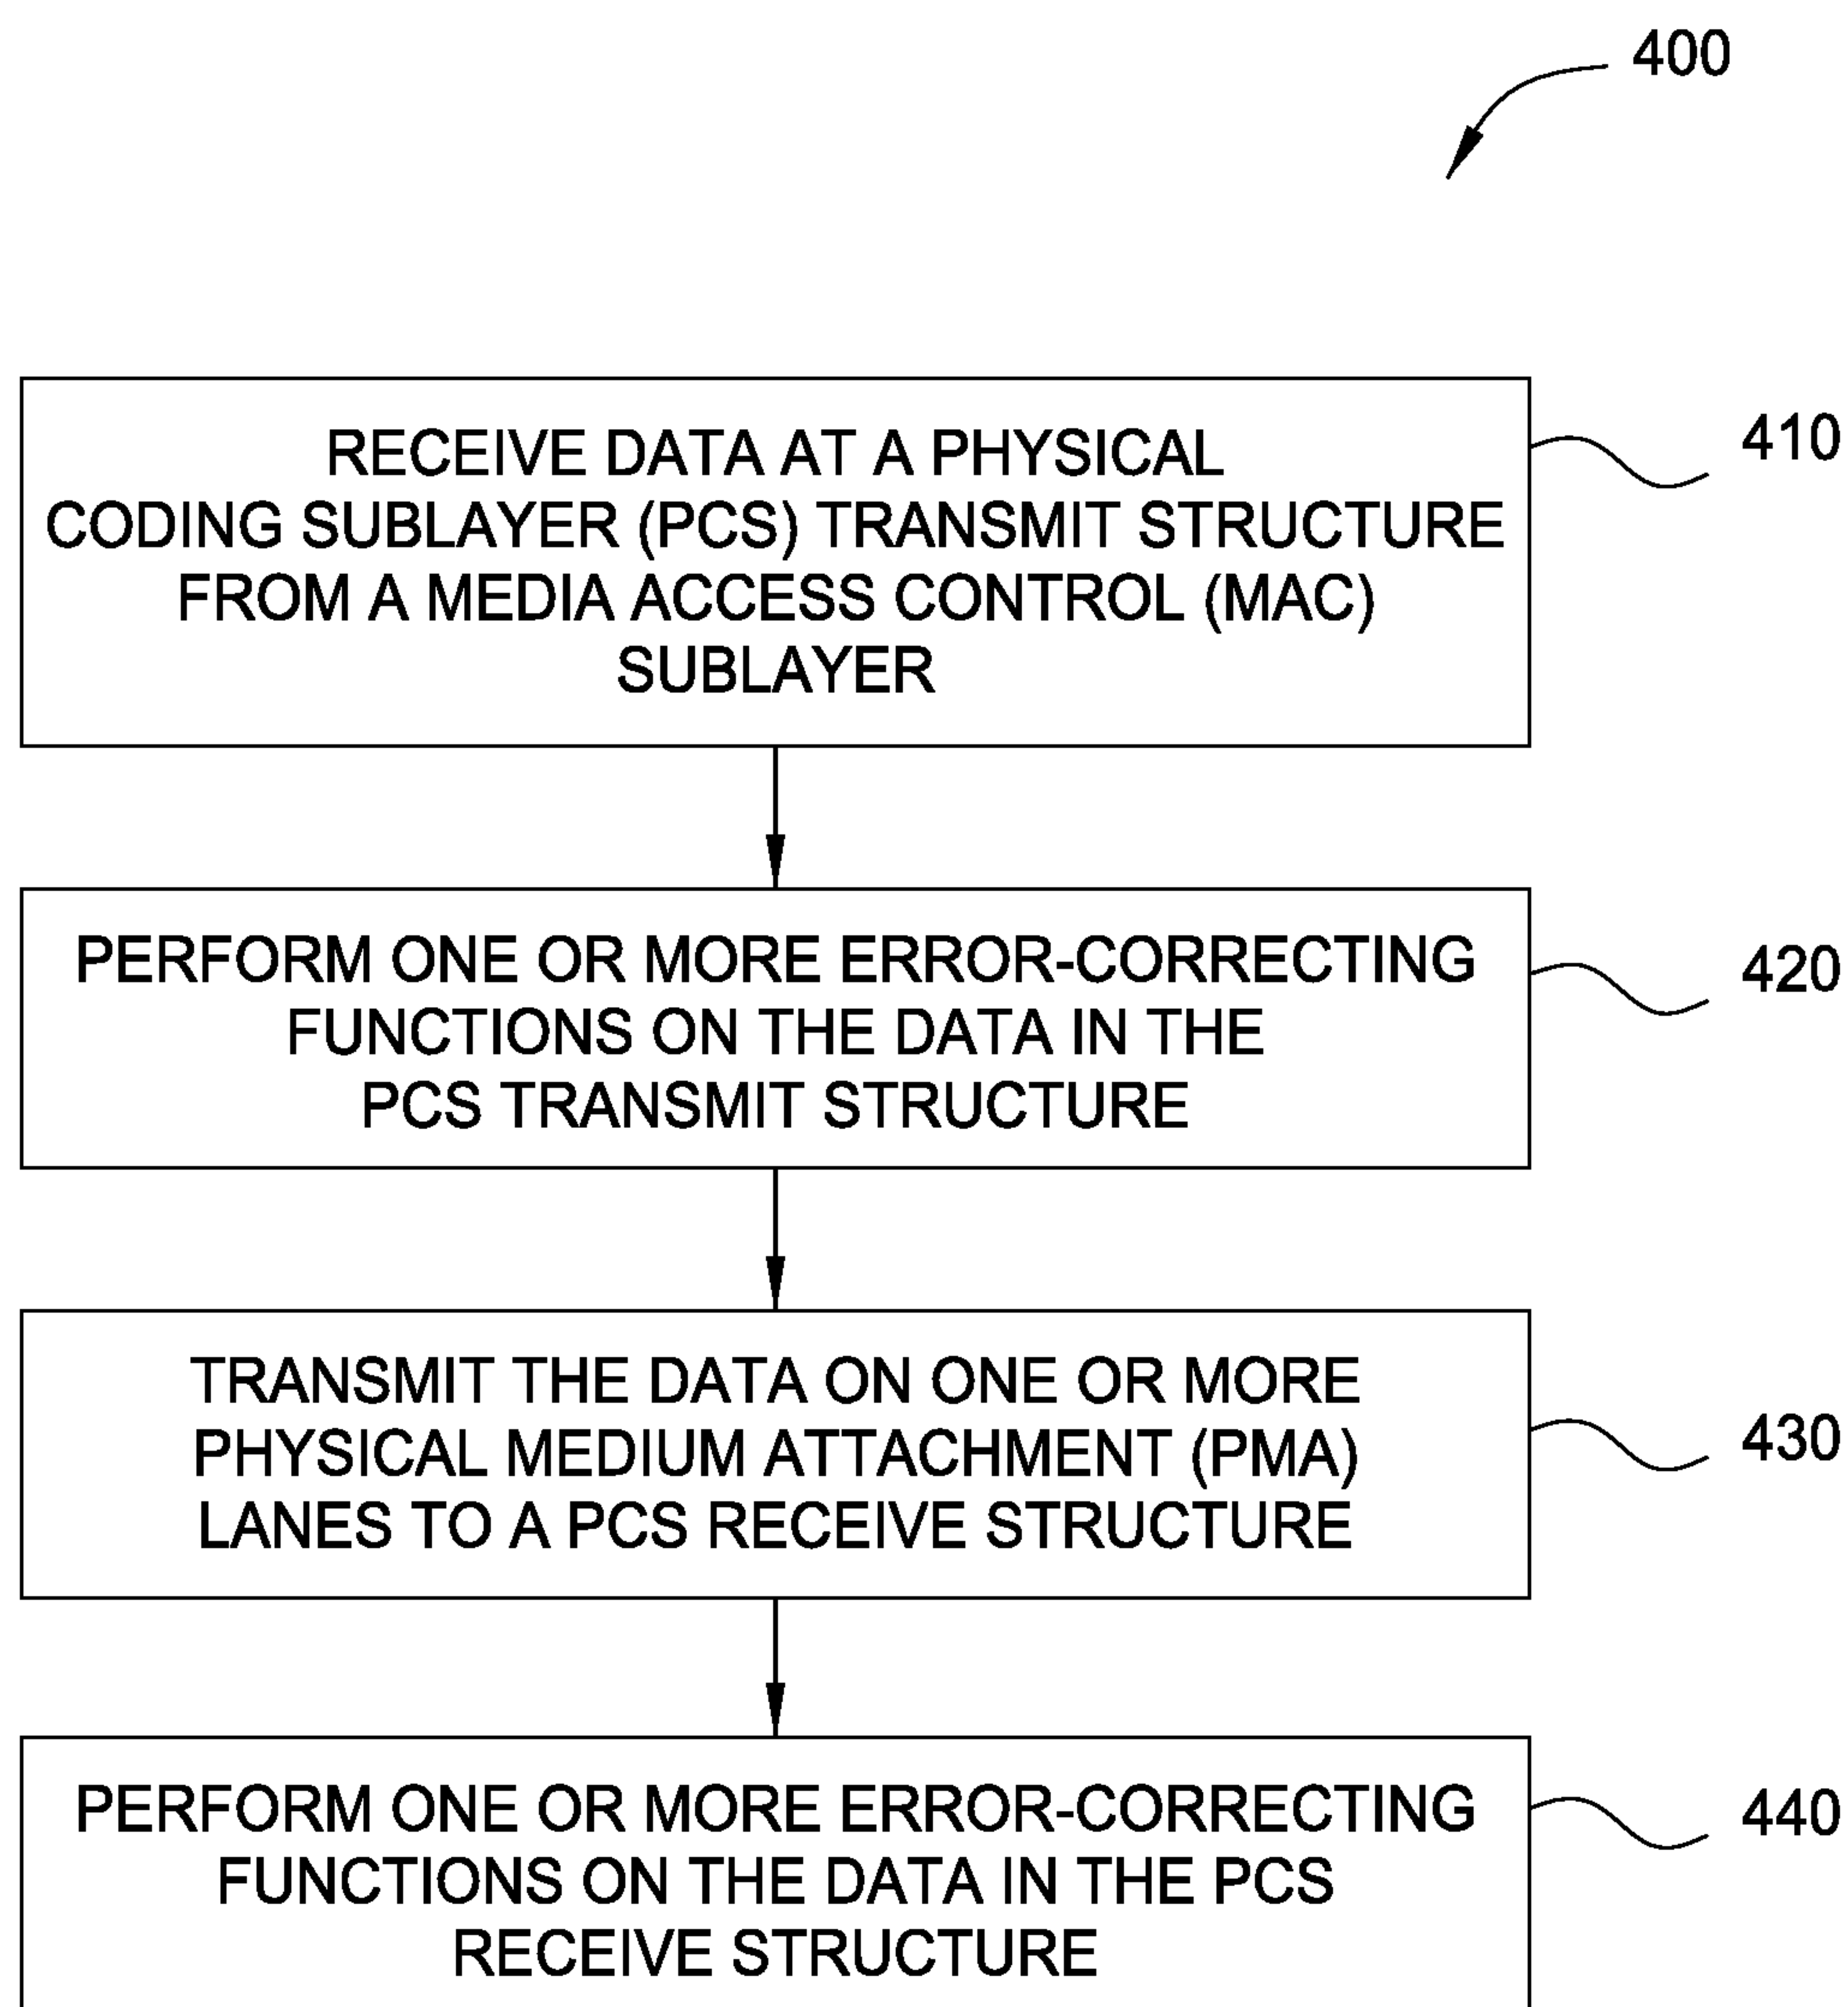 400
RECEIVE DATA AT A PHYSICAL
CODING SUBLAYER (PCS) TRANSMIT STRUCTURE
FROM A MEDIA ACCESS CONTROL (MAC)
SUBLAYER
410
PERFORM ONE OR MORE ERROR-CORRECTING
FUNCTIONS ON THE DATA IN THE
PCS TRANSMIT STRUCTURE
420
TRANSMIT THE DATA ON ONE OR MORE
PHYSICAL MEDIUM ATTACHMENT (PMA)
LANES TO A PCS RECEIVE STRUCTURE
430
PERFORM ONE OR MORE ERROR-CORRECTING
FUNCTIONS ON THE DATA IN THE PCS
RECEIVE STRUCTURE
440